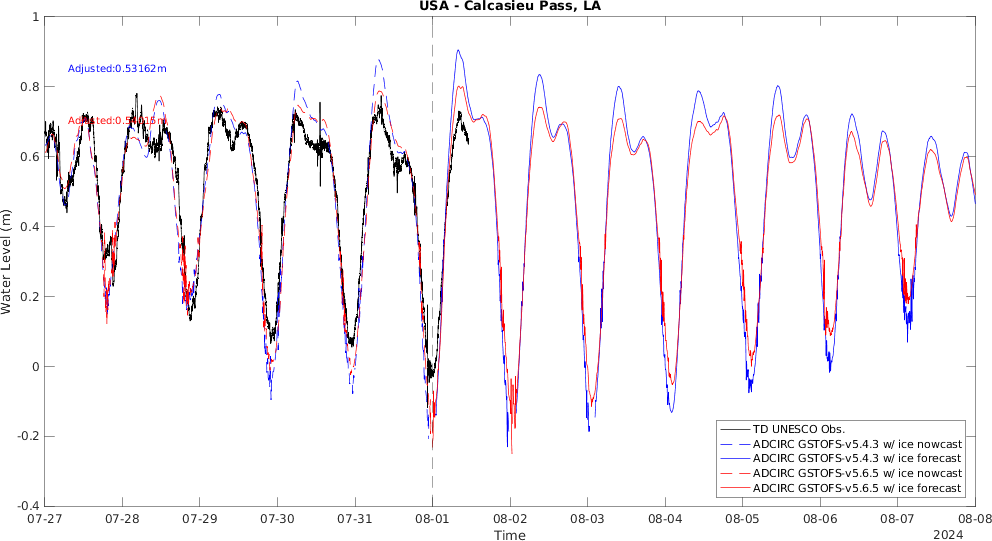 USA - Calcasieu Pass, LA
1
0.8
0.6
0.4
0.2
0
-0.2
-0.4
Water Level (m)
Adjusted:0.53162m
07-27
07-28
07-29
07-30
07-31
08-01
08-02
08-03
08-04
08-05
08-06
08-07
08-08
Time
2024
TD UNESCO Obs.
ADCIRC GSTOFS-v5.4.3 w/ ice nowcast
ADCIRC GSTOFS-v5.4.3 w/ ice forecast
ADCIRC GSTOFS-v5.6.5 w/ ice nowcast
ADCIRC GSTOFS-v5.6.5 w/ ice forecast